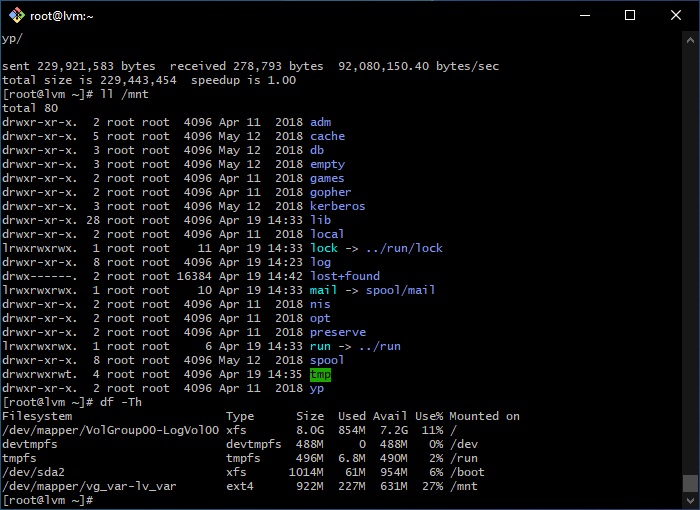 root@lvm:~
yp/
sent 229,921,583 bytes  received 278,793 bytes  92,080,150.40 bytes/sec
total size is 229,443,454  speedup is 1.00
[root@lvm ~]# ll /mnt
total 80
drwxr-xr-x.  2 root root  4096 Apr 11  2018 adm
drwxr-xr-x.  5 root root  4096 May 12  2018 cache
drwxr-xr-x.  3 root root  4096 May 12  2018 db
drwxr-xr-x.  3 root root  4096 May 12  2018 empty
drwxr-xr-x.  2 root root  4096 Apr 11  2018 games
drwxr-xr-x.  2 root root  4096 Apr 11  2018 gopher
drwxr-xr-x.  3 root root  4096 May 12  2018 kerberos
drwxr-xr-x. 28 root root  4096 Apr 19 14:33 lib
drwxr-xr-x.  2 root root  4096 Apr 11  2018 local
lrwxrwxrwx.  1 root root    11 Apr 19 14:33 lock -> ../run/lock
drwxr-xr-x.  8 root root  4096 Apr 19 14:23 log
drwx------.  2 root root 16384 Apr 19 14:42 lost+found
lrwxrwxrwx.  1 root root    10 Apr 19 14:33 mail -> spool/mail
drwxr-xr-x.  2 root root  4096 Apr 11  2018 nis
drwxr-xr-x.  2 root root  4096 Apr 11  2018 opt
drwxr-xr-x.  2 root root  4096 Apr 11  2018 preserve
lrwxrwxrwx.  1 root root     6 Apr 19 14:33 run -> ../run
drwxr-xr-x.  8 root root  4096 May 12  2018 spool
drwxrwxrwt.  4 root root  4096 Apr 19 14:35 tmp
drwxr-xr-x.  2 root root  4096 Apr 11  2018 yp
[root@lvm ~]# df -Th
Filesystem                      Type      Size  Used Avail Use% Mounted on
/dev/mapper/VolGroup00-LogVol00 xfs       8.0G  854M  7.2G  11% /
devtmpfs                        devtmpfs  488M     0  488M   0% /dev
tmpfs                           tmpfs     496M  6.8M  490M   2% /run
/dev/sda2                       xfs      1014M   61M  954M   6% /boot
/dev/mapper/vg_var-lv_var       ext4      922M  227M  631M  27% /mnt
[root@lvm ~]#